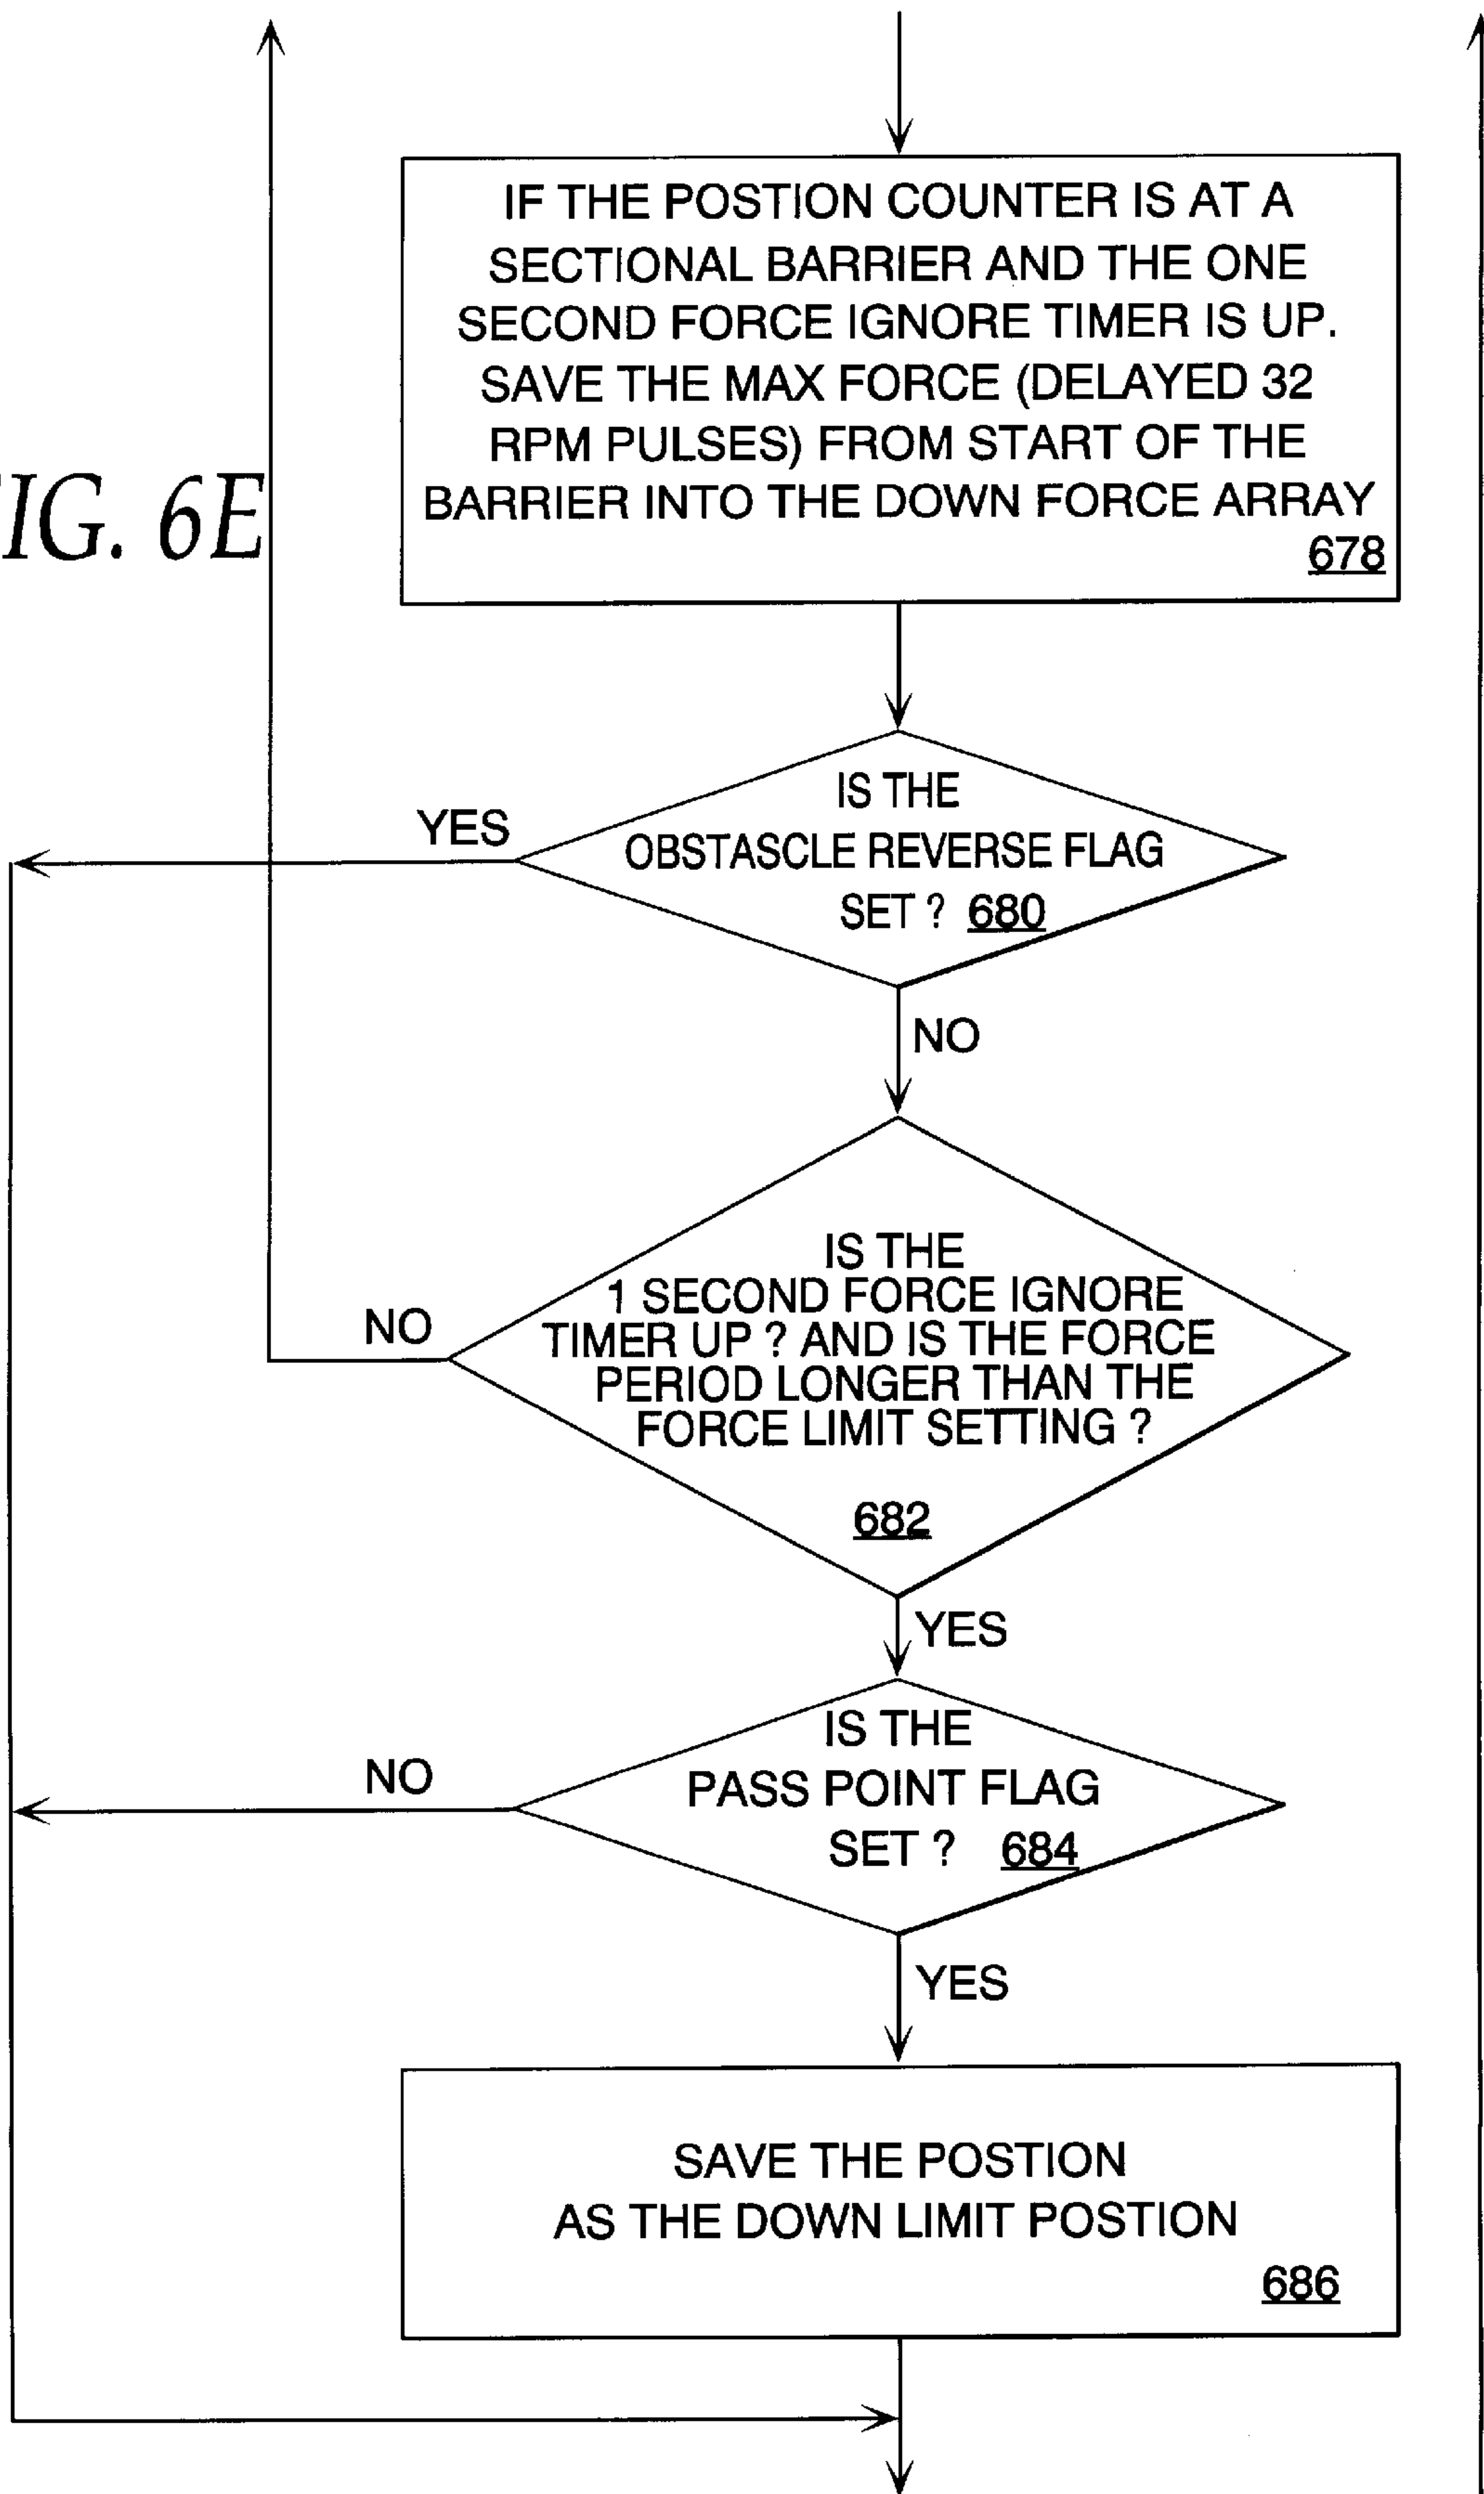 IF THE POSTION COUNTER IS AT A
SECTIONAL BARRIER AND THE ONE
SECOND FORCE IGNORE TIMER IS UP.
SAVE THE MAX FORCE (DELAYED 32
RPM PULSES) FROM START OF THE
BARRIER INTO THE DOWN FORCE ARRAY
678
IG. 6E
IS THE
OBSTASCLE REVERSE FLAG
SET ? 680
YES
NO
IS THE
1 SECOND FORCE IGNORE
TIMER UP ? AND IS THE FORCE
PERIOD LONGER THAN THE
FORCE LIMIT SETTING ?
682
NO
YES
IS THE
PASS POINT FLAG
SET ? 684
NO
YES
SAVE THE POSTION
AS THE DOWN LIMIT POSTION
686